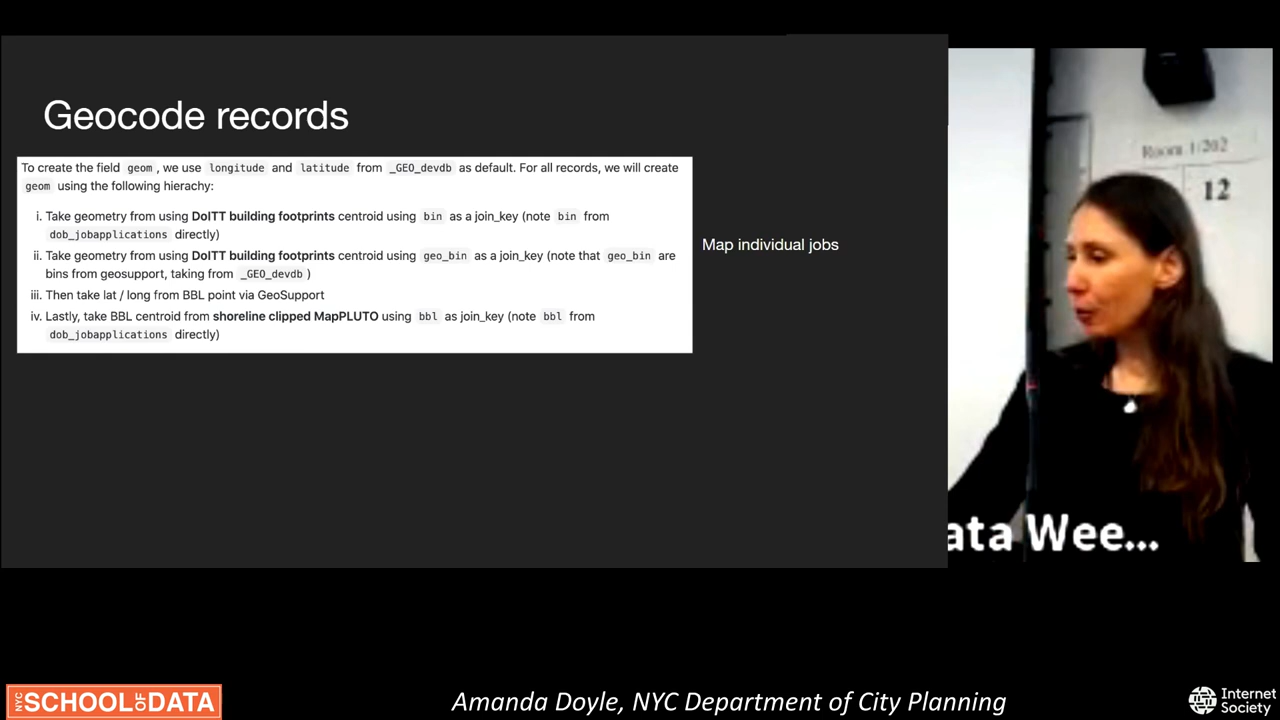 Geocode records
To create the field geom , we use longitude and latitude from _GEO_devdb as default. For all records, we will create
geom using the following hierachy:
i. Take geometry from using DoITT building footprints centroid using bin as a join_key (note bin from
dob_jobapplications directly)
ii. Take geometry from using DoITT building footprints centroid using geo_bin as a join_key (note that geo_bin are
bins from geosupport, taking from _GEO_devdb )
iii. Then take lat / long from BBL point via GeoSupport
iv. Lastly, take BBL centroid from shoreline clipped MapPLUTO using bbl as join_key (note bbl from
dob_jobapplications directly)
Map individual jobs
Room 1/202
12
ata Wee...
NYC SCHOOL OF DATA
Amanda Doyle, NYC Department of City Planning
Internet
Society